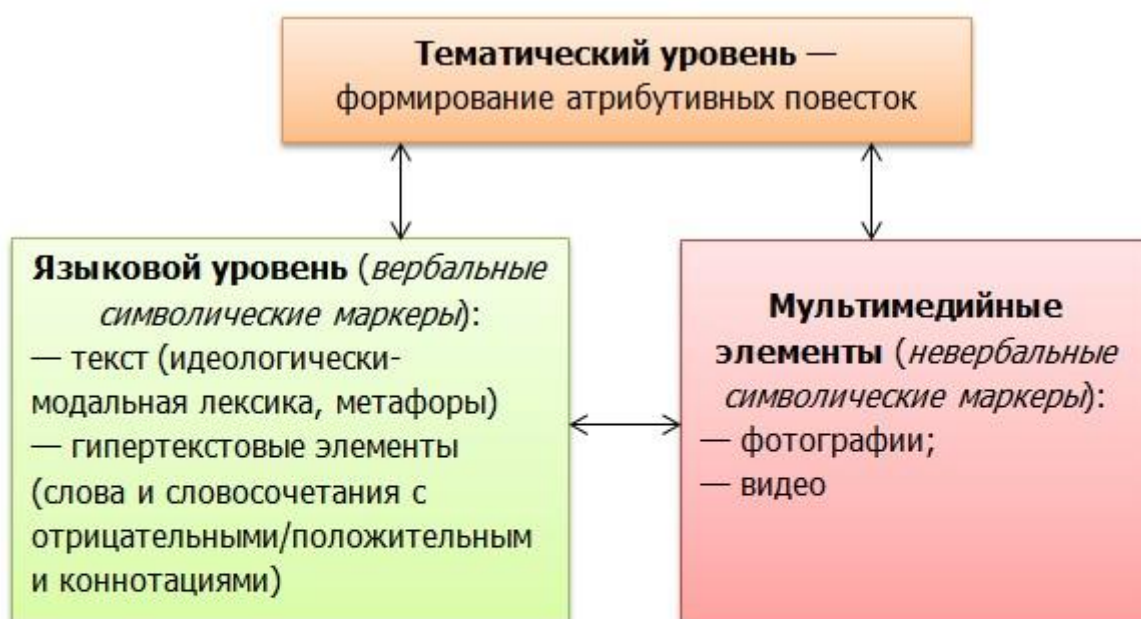 Тематический уровень —
формирование атрибутивных повесток
Языковой уровень (вербальные
символические маркеры):
— текст (идеологически-
модальная лексика, метафоры)
— гипертекстовые элементы
(слова и словосочетания с
отрицательными/положительным
и коннотациями)
Мультимедийные
элементы (невербальные
символические маркеры):
— фотографии;
— видео